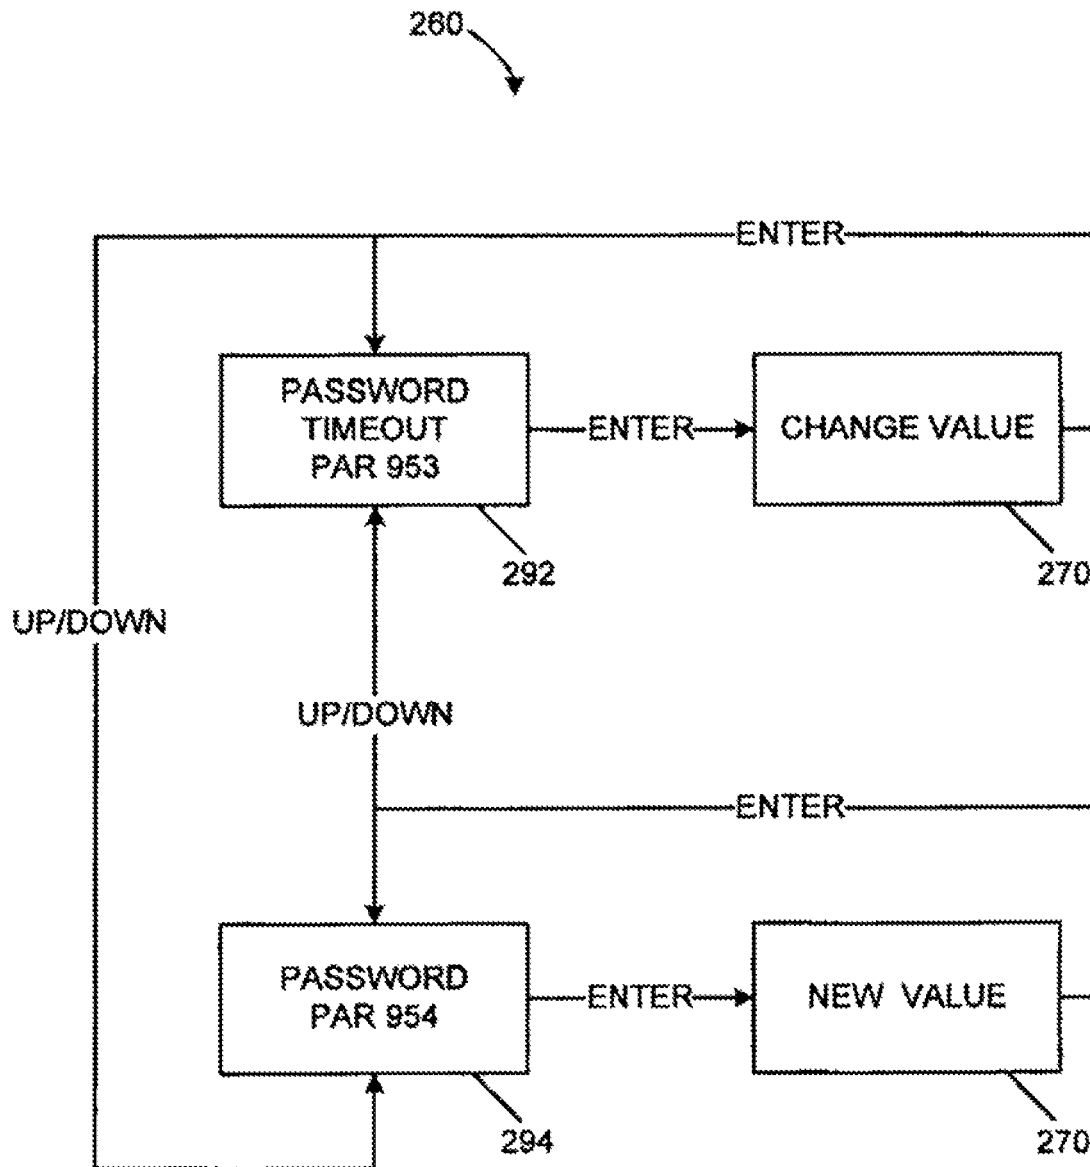 260
ENTER
PASSWORD
TIMEOUT
PAR 953
ENTER
CHANGE VALUE
292
270
UP/DOWN
UP/DOWN
ENTER
PASSWORD
PAR 954
ENTER
NEW VALUE
294
270